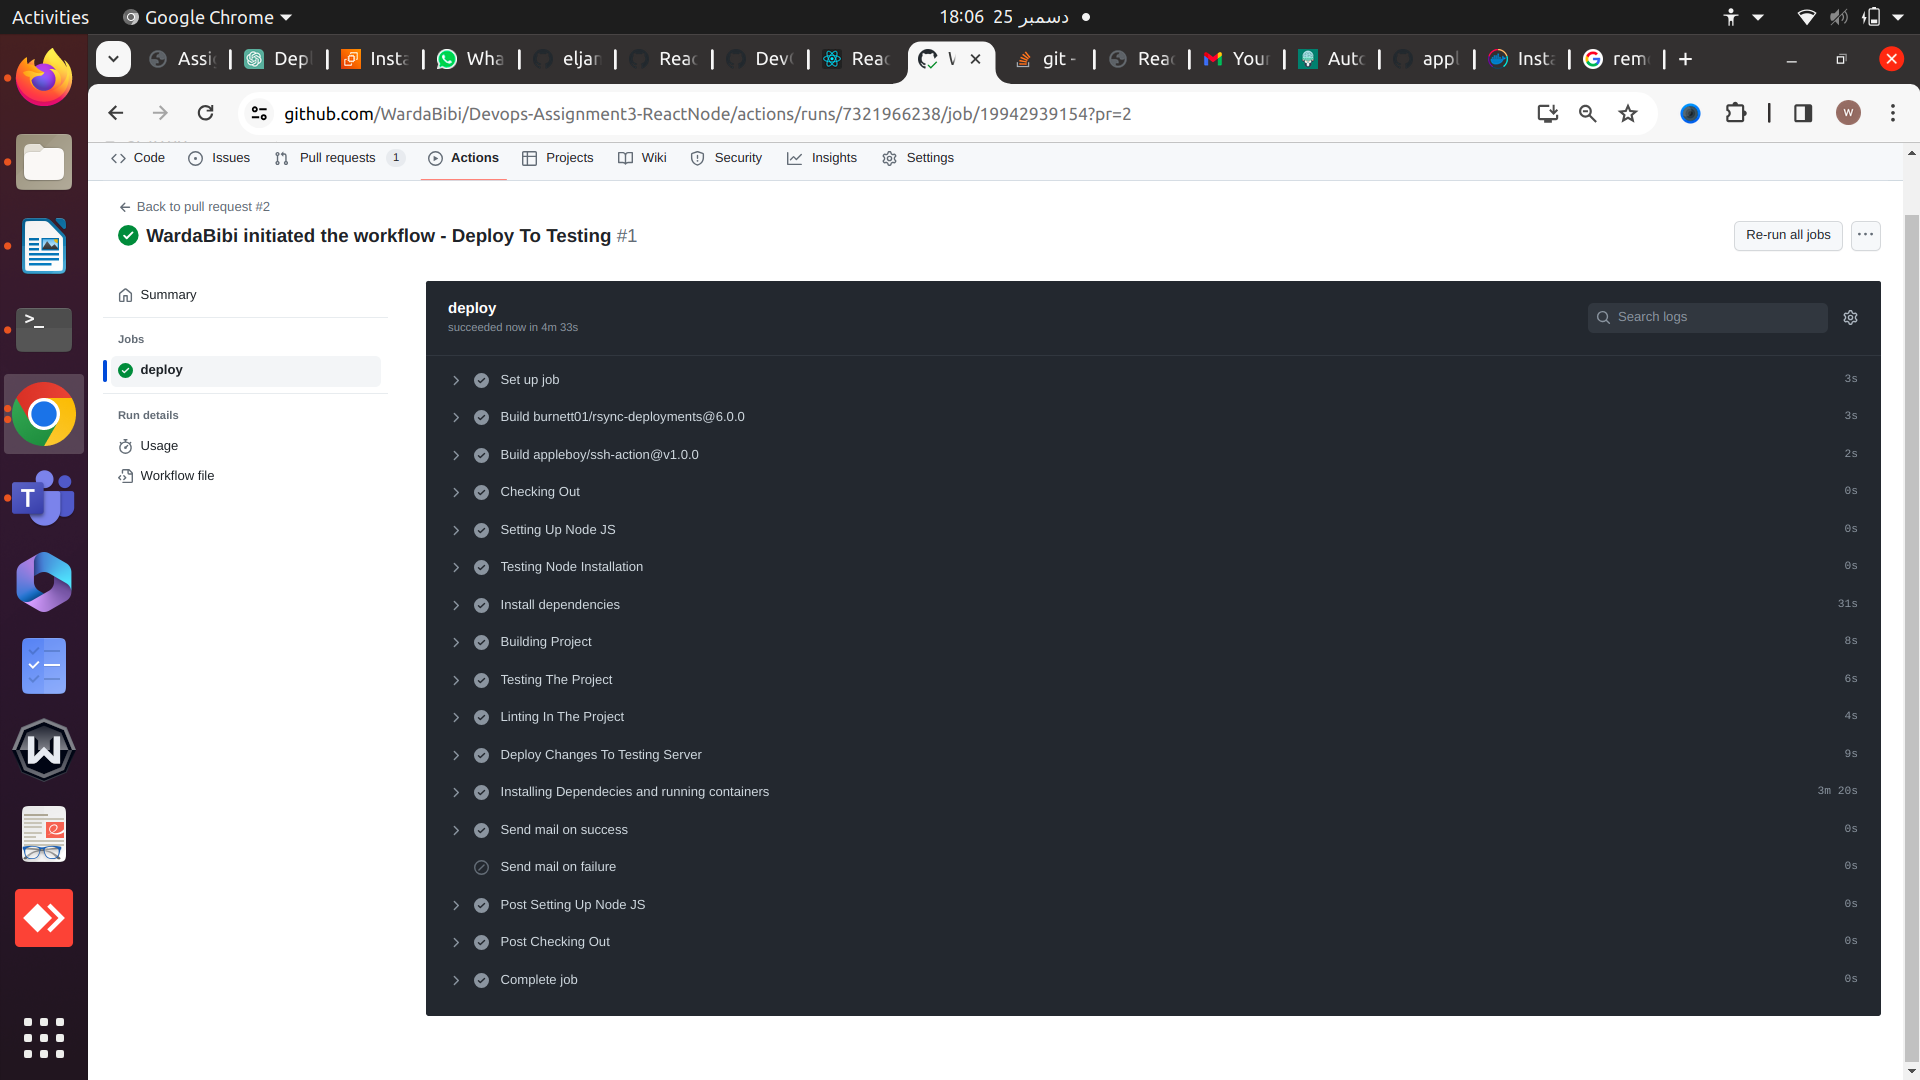 Activities
Google Chrome
18:06 25 دسمبر
Assi
Depl
Insta
Wha
eljan
Reac
DevO
Reac
git -
Reac
Your
Auto
appl
Insta
rem
github.com/WardaBibi/Devops-Assignment3-ReactNode/actions/runs/7321966238/job/19942939154?pr=2
W
Code
Issues
Pull requests 1
Actions
Projects
Wiki
Security
Insights
Settings
Back to pull request #2
WardaBibi initiated the workflow - Deploy To Testing #1
Re-run all jobs
Summary
Jobs
deploy
Run details
Usage
Workflow file
deploy
succeeded now in 4m 33s
Search logs
Set up job 3s
Build burnett01/rsync-deployments@6.0.0 3s
Build appleboy/ssh-action@v1.0.0 2s
Checking Out 0s
Setting Up Node JS 0s
Testing Node Installation 0s
Install dependencies 31s
Building Project 8s
Testing The Project 6s
Linting In The Project 4s
Deploy Changes To Testing Server 9s
Installing Dependecies and running containers 3m 20s
Send mail on success 0s
Send mail on failure 0s
Post Setting Up Node JS 0s
Post Checking Out 0s
Complete job 0s